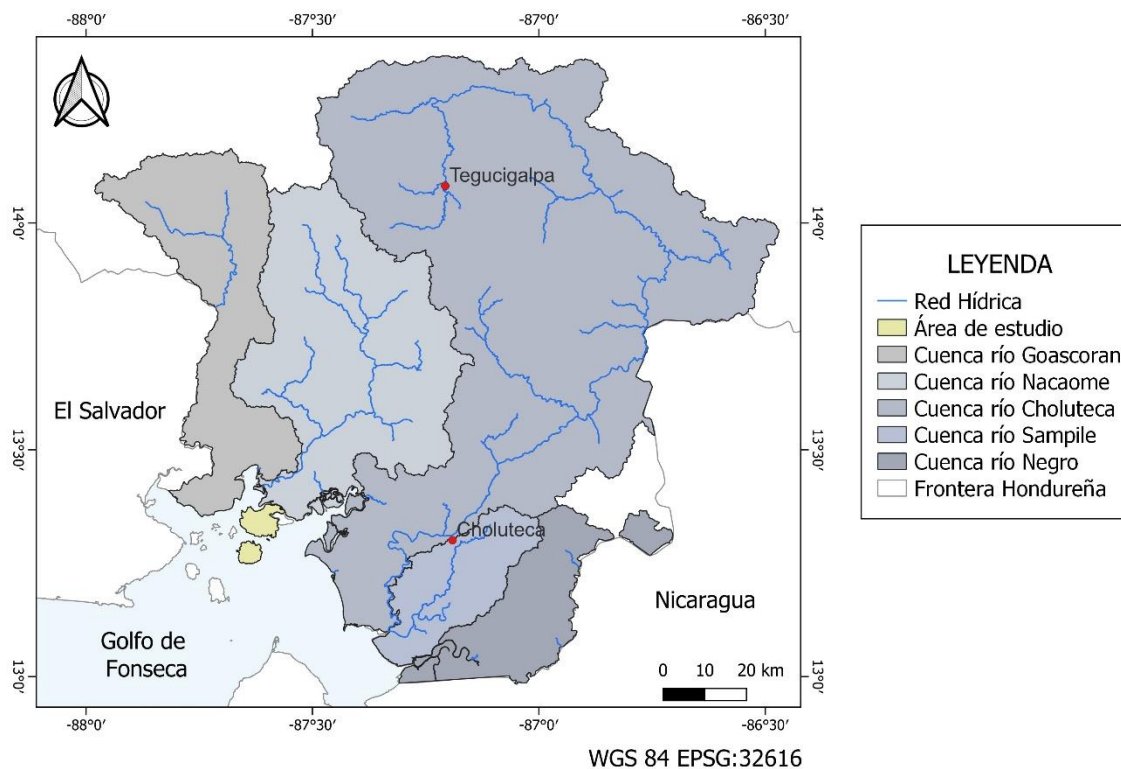 -88°0'
-87°30'
-87°0'
-86°30'
14°0'
14°0'
Tegucigalpa
El Salvador
13°30'
13°30'
Choluteca
Nicaragua
Golfo de
Fonseca
0 10 20 km
13°0'
13°0'
-88°0'
-87°30'
-87°0'
-86°30'
WGS 84 EPSG:32616
LEYENDA
Red Hídrica
Área de estudio
Cuenca río Goascoran
Cuenca río Nacaome
Cuenca río Choluteca
Cuenca río Sampile
Cuenca río Negro
Frontera Hondureña